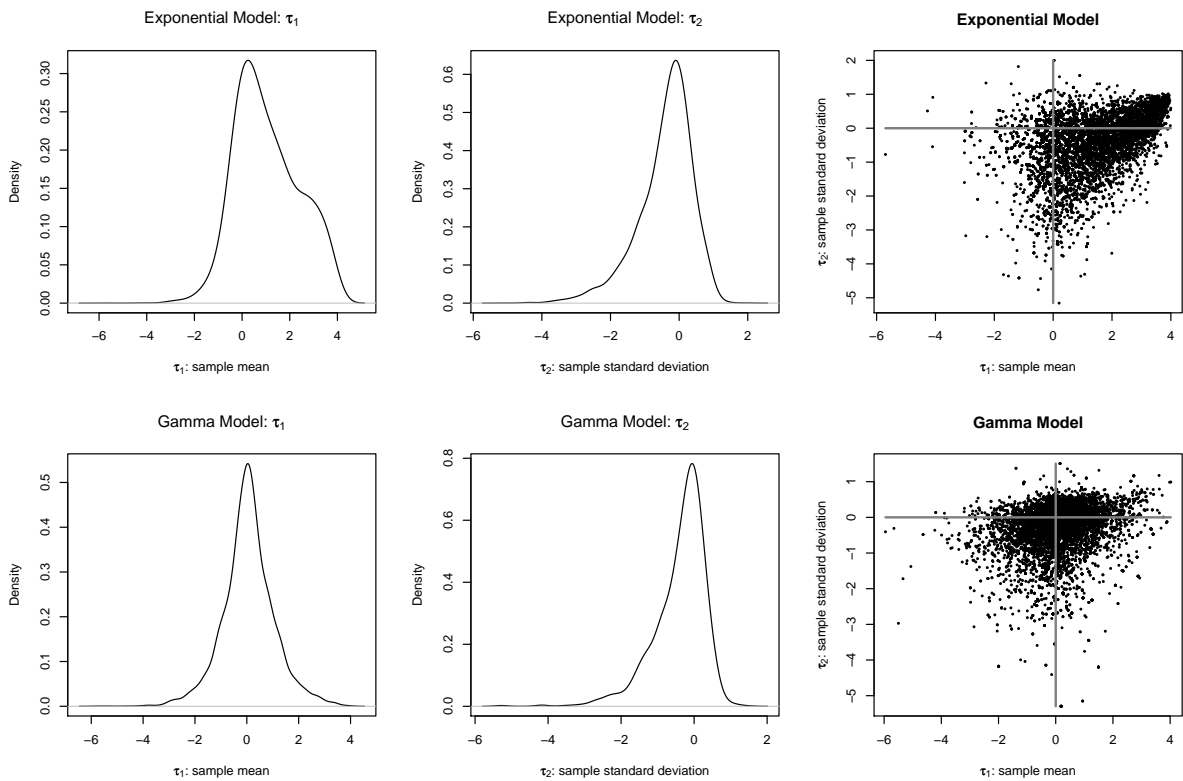 Exponential Model: τ1
Density
0.00 0.05 0.10 0.15 0.20 0.25 0.30
−6 −4 −2 0 2 4
τ1: sample mean
Exponential Model: τ2
Density
0.0 0.1 0.2 0.3 0.4 0.5 0.6
−6 −4 −2 0 2
τ2: sample standard deviation
Exponential Model
τ2: sample standard deviation
−5 −4 −3 −2 −1 0 1 2
−6 −4 −2 0 2 4
τ1: sample mean
Gamma Model: τ1
Density
0.0 0.1 0.2 0.3 0.4 0.5
−6 −4 −2 0 2 4
τ1: sample mean
Gamma Model: τ2
Density
0.0 0.2 0.4 0.6 0.8
−6 −4 −2 0 2
τ2: sample standard deviation
Gamma Model
τ2: sample standard deviation
−5 −4 −3 −2 −1 0 1
−6 −4 −2 0 2 4
τ1: sample mean